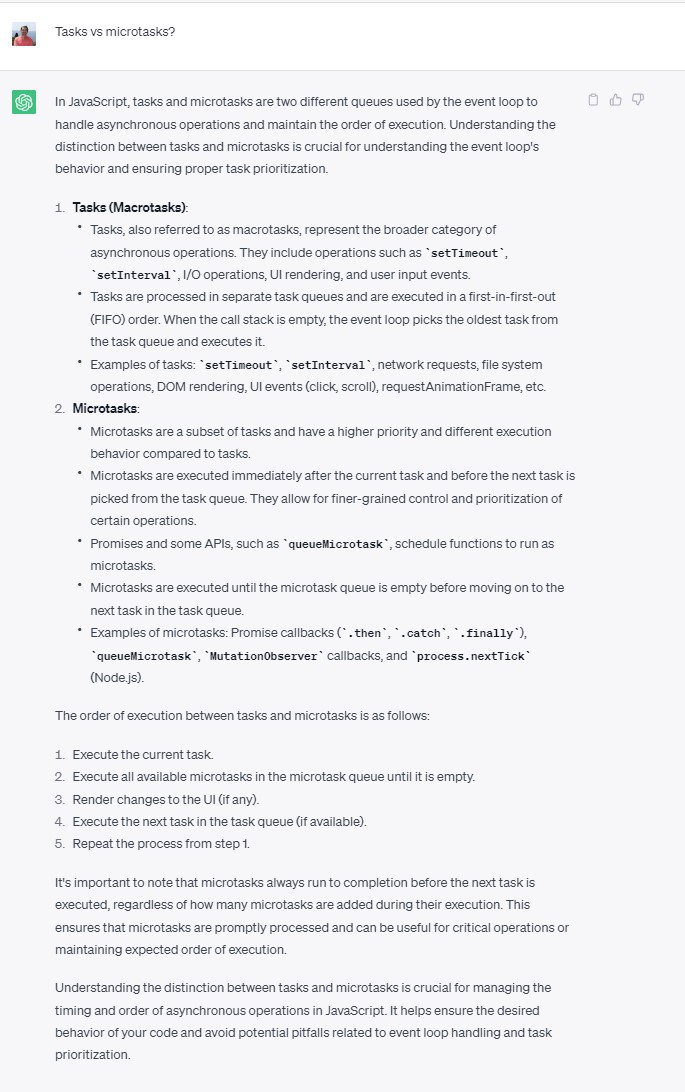 Tasks vs microtasks?
In JavaScript, tasks and microtasks are two different queues used by the event loop to
handle asynchronous operations and maintain the order of execution. Understanding the
distinction between tasks and microtasks is crucial for understanding the event loop's
behavior and ensuring proper task prioritization.
1. Tasks (Macrotasks):
• Tasks, also referred to as macrotasks, represent the broader category of
asynchronous operations. They include operations such as `setTimeout`,
`setInterval`, I/O operations, UI rendering, and user input events.
• Tasks are processed in separate task queues and are executed in a first-in-first-out
(FIFO) order. When the call stack is empty, the event loop picks the oldest task from
the task queue and executes it.
• Examples of tasks: `setTimeout`, `setInterval`, network requests, file system
operations, DOM rendering, UI events (click, scroll), requestAnimationFrame, etc.
2. Microtasks:
• Microtasks are a subset of tasks and have a higher priority and different execution
behavior compared to tasks.
• Microtasks are executed immediately after the current task and before the next task is
picked from the task queue. They allow for finer-grained control and prioritization of
certain operations.
• Promises and some APIs, such as `queueMicrotask`, schedule functions to run as
microtasks.
• Microtasks are executed until the microtask queue is empty before moving on to the
next task in the task queue.
• Examples of microtasks: Promise callbacks (`.then`, `.catch`, `.finally`),
`queueMicrotask`, `MutationObserver` callbacks, and `process.nextTick`
(Node.js).
The order of execution between tasks and microtasks is as follows:
1. Execute the current task.
2. Execute all available microtasks in the microtask queue until it is empty.
3. Render changes to the UI (if any).
4. Execute the next task in the task queue (if available).
5. Repeat the process from step 1.
It's important to note that microtasks always run to completion before the next task is
executed, regardless of how many microtasks are added during their execution. This
ensures that microtasks are promptly processed and can be useful for critical operations or
maintaining expected order of execution.
Understanding the distinction between tasks and microtasks is crucial for managing the
timing and order of asynchronous operations in JavaScript. It helps ensure the desired
behavior of your code and avoid potential pitfalls related to event loop handling and task
prioritization.